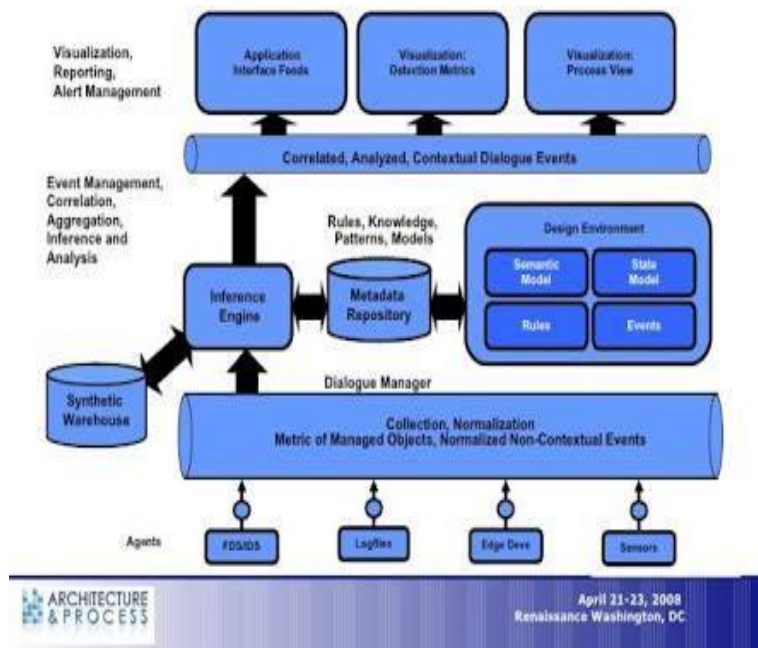 Visualization,
Reporting,
Alert Management
Application
Interface Feeds
Visualization:
Detection Metrics
Visualization:
Process View
Correlated, Analyzed, Contextual Dialogue Events
Event Management,
Correlation,
Aggregation,
Inference and
Analysis
Rules, Knowledge,
Patterns, Models
Design Environment
Semantic
Model
State
Model
Rules
Events
Inference
Engine
Metadata
Repository
Synthetic
Warehouse
Dialogue Manager
Collection, Normalization
Metric of Managed Objects, Normalized Non-Contextual Events
Agents
Logfiles
Edge Devs
Sensors
ARCHITECTURE
& PROCESS
April 21-23, 2008
Renaissance Washington, DC